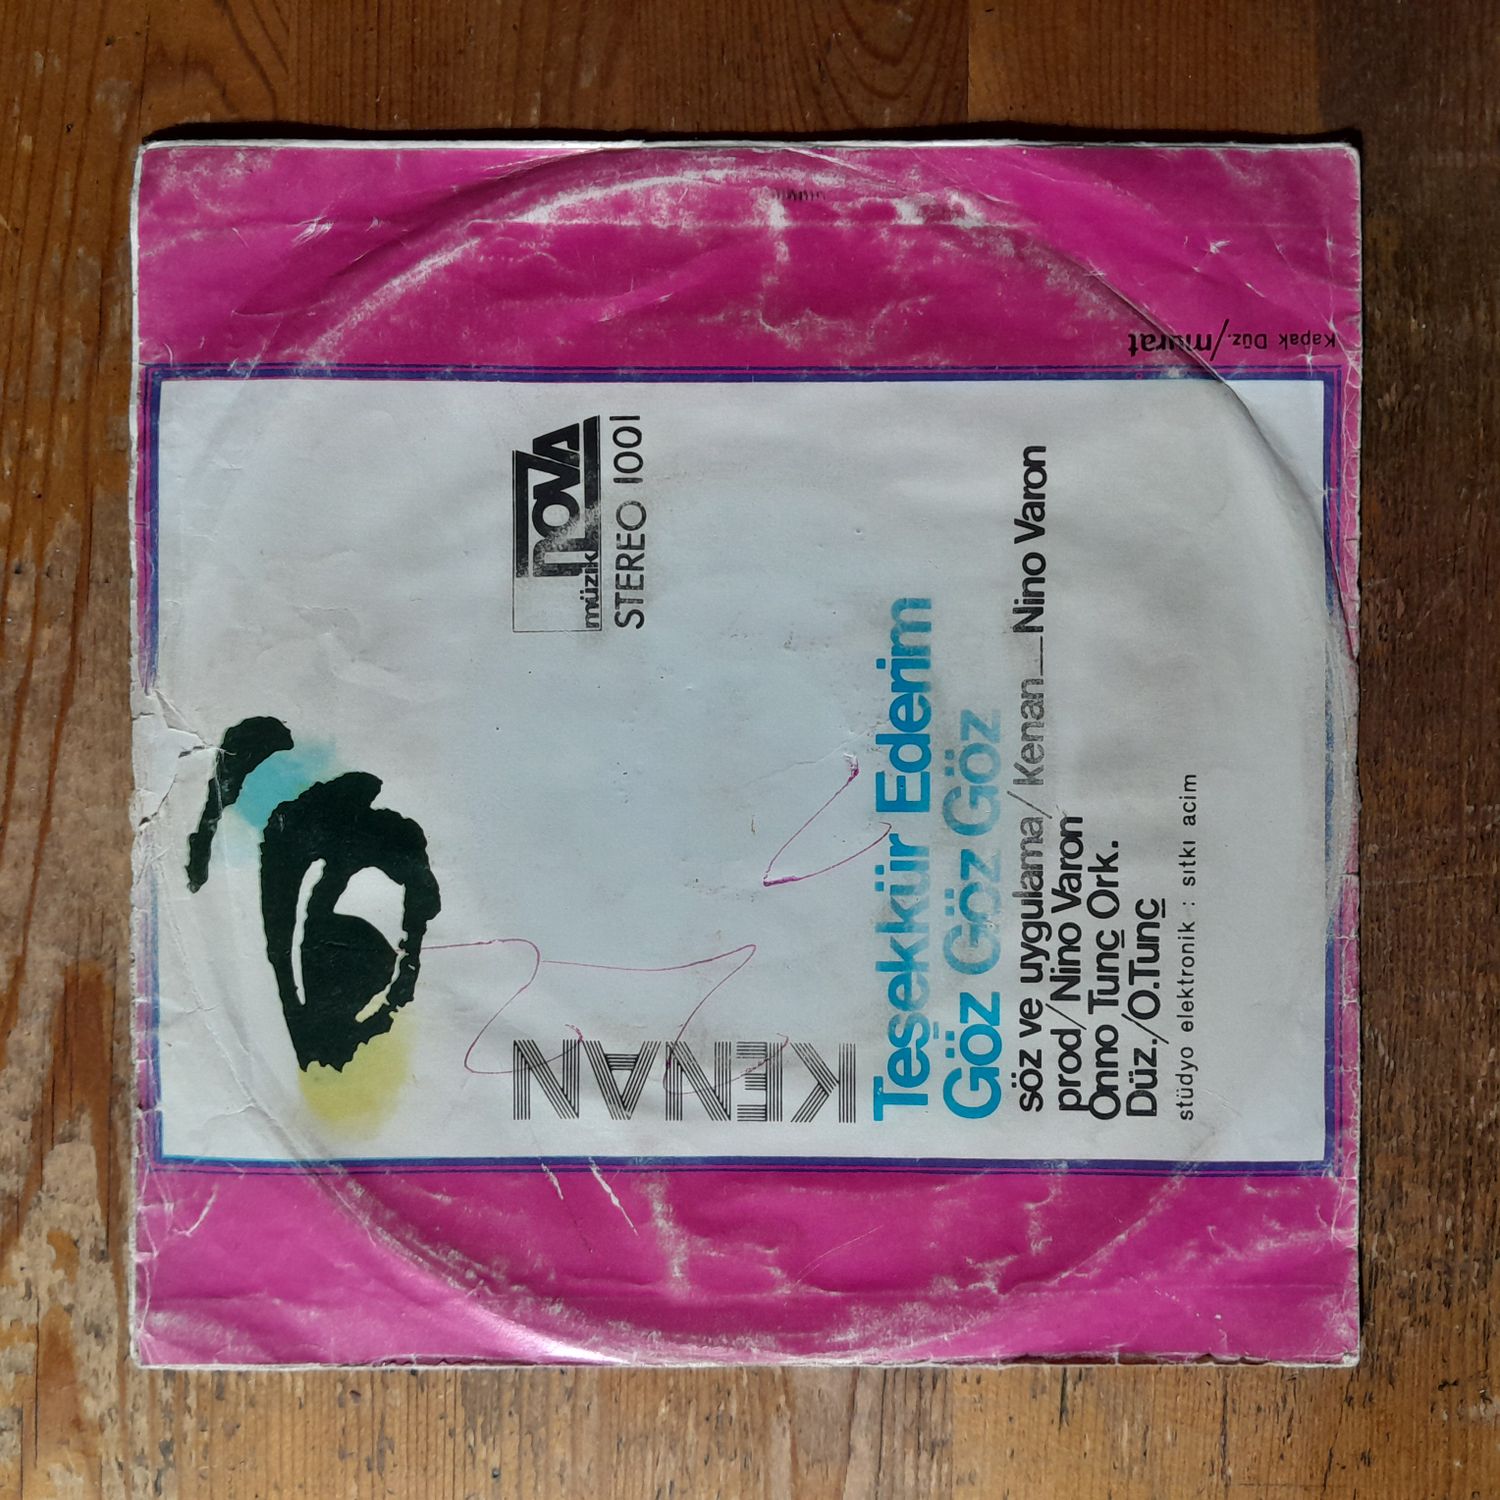 müzik NOVA
STEREO 1001
KENAN
Teşekkür Ederim
Göz Göz Göz Göz
söz ve uygulama/Kenan__Nino Varon
prod/Nino Varon
Onno Tunç Ork.
Düz./O.Tunç
stüdyo elektronik : sıtkı acim
Kapak Düz./murat